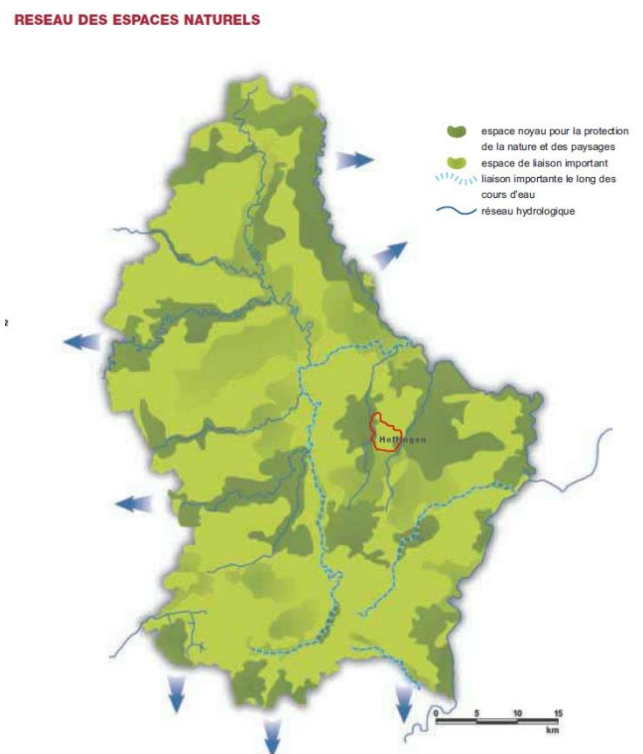 RESEAU DES ESPACES NATURELS
espace noyau pour la protection
de la nature et des paysages
espace de liaison important
liaison importante le long des
cours d'eau
réseau hydrologique
Heffingen
0 5 10 15
km